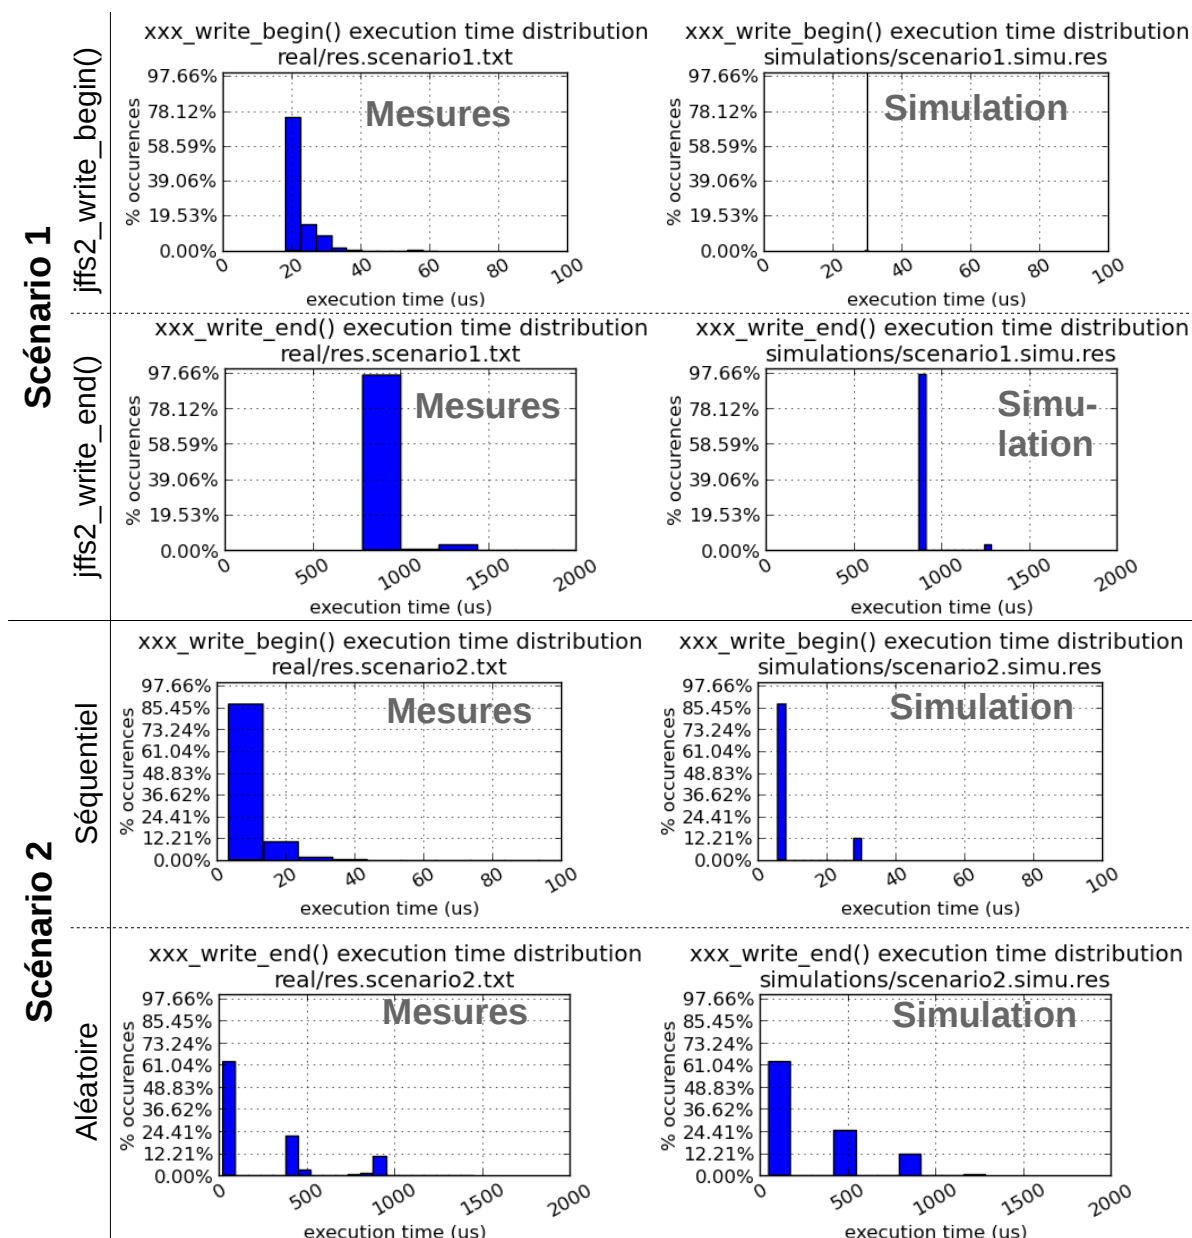 Scénario 1
jffs2_write_begin()
xxx_write_begin() execution time distribution
real/res.scenario1.txt
Mesures
% occurences
97.66%
78.12%
58.59%
39.06%
19.53%
0.00%
0 20 40 60 80 100
execution time (us)
xxx_write_begin() execution time distribution
simulations/scenario1.simu.res
Simulation
% occurences
97.66%
78.12%
58.59%
39.06%
19.53%
0.00%
0 20 40 60 80 100
execution time (us)
jffs2_write_end()
xxx_write_end() execution time distribution
real/res.scenario1.txt
Mesures
% occurences
97.66%
78.12%
58.59%
39.06%
19.53%
0.00%
0 500 1000 1500 2000
execution time (us)
xxx_write_end() execution time distribution
simulations/scenario1.simu.res
Simu-
lation
% occurences
97.66%
78.12%
58.59%
39.06%
19.53%
0.00%
0 500 1000 1500 2000
execution time (us)
Scénario 2
Séquentiel
xxx_write_begin() execution time distribution
real/res.scenario2.txt
Mesures
% occurences
97.66%
85.45%
73.24%
61.04%
48.83%
36.62%
24.41%
12.21%
0.00%
0 20 40 60 80 100
execution time (us)
xxx_write_begin() execution time distribution
simulations/scenario2.simu.res
Simulation
% occurences
97.66%
85.45%
73.24%
61.04%
48.83%
36.62%
24.41%
12.21%
0.00%
0 20 40 60 80 100
execution time (us)
Aléatoire
xxx_write_end() execution time distribution
real/res.scenario2.txt
Mesures
% occurences
97.66%
85.45%
73.24%
61.04%
48.83%
36.62%
24.41%
12.21%
0.00%
0 500 1000 1500 2000
execution time (us)
xxx_write_end() execution time distribution
simulations/scenario2.simu.res
Simulation
% occurences
97.66%
85.45%
73.24%
61.04%
48.83%
36.62%
24.41%
12.21%
0.00%
0 500 1000 1500 2000
execution time (us)